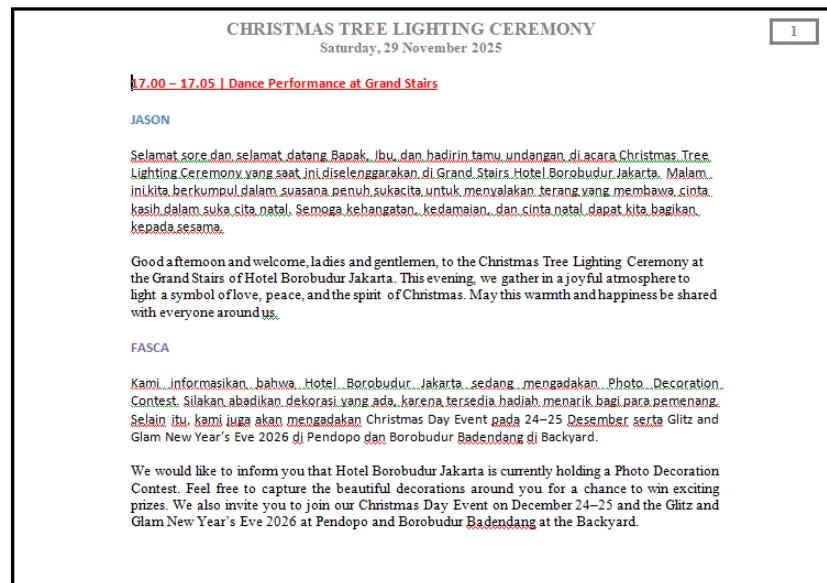 CHRISTMAS TREE LIGHTING CEREMONY
1
Saturday, 29 November 2025
17.00 – 17.05 | Dance Performance at Grand Stairs
JASON
Selamat sore dan selamat datang Bapak, Ibu, dan hadirin tamu undangan di acara Christmas Tree
Lighting Ceremony yang saat ini diselenggarakan di Grand Stairs Hotel Borobudur Jakarta. Malam
ini kita berkumpul dalam suasana penuh sukacita untuk menyalakan terang yang membawa cinta
kasih dalam suka cita natal. Semoga kehangatan, kedamaian, dan cinta natal dapat kita bagikan
kepada sesama.
Good afternoon and welcome, ladies and gentlemen, to the Christmas Tree Lighting Ceremony at
the Grand Stairs of Hotel Borobudur Jakarta. This evening, we gather in a joyful atmosphere to
light a symbol of love, peace, and the spirit of Christmas. May this warmth and happiness be shared
with everyone around us.
FASCA
Kami informasikan bahwa Hotel Borobudur Jakarta sedang mengadakan Photo Decoration
Contest. Silakan abadikan dekorasi yang ada, karena tersedia hadiah menarik bagi para pemenang.
Selain itu, kami juga akan mengadakan Christmas Day Event pada 24–25 Desember serta Glitz and
Glam New Year's Eve 2026 di Pendopo dan Borobudur Badendang di Backyard.
We would like to inform you that Hotel Borobudur Jakarta is currently holding a Photo Decoration
Contest. Feel free to capture the beautiful decorations around you for a chance to win exciting
prizes. We also invite you to join our Christmas Day Event on December 24–25 and the Glitz and
Glam New Year's Eve 2026 at Pendopo and Borobudur Badendang at the Backyard.